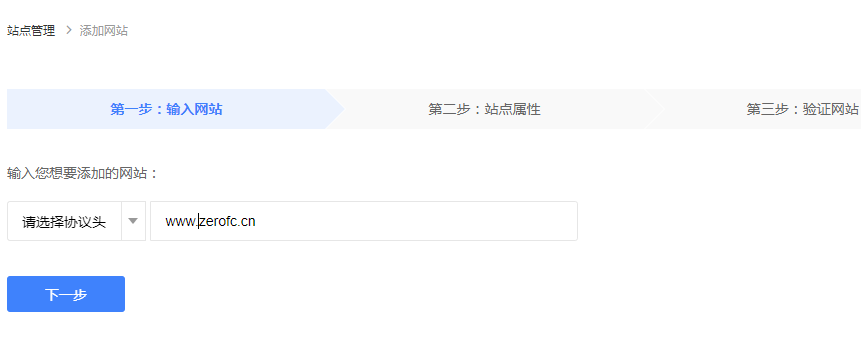 站点管理 > 添加网站
第一步：输入网站 第二步：站点属性 第三步：验证网站
输入您想要添加的网站：
请选择协议头 www.zerofc.cn
下一步